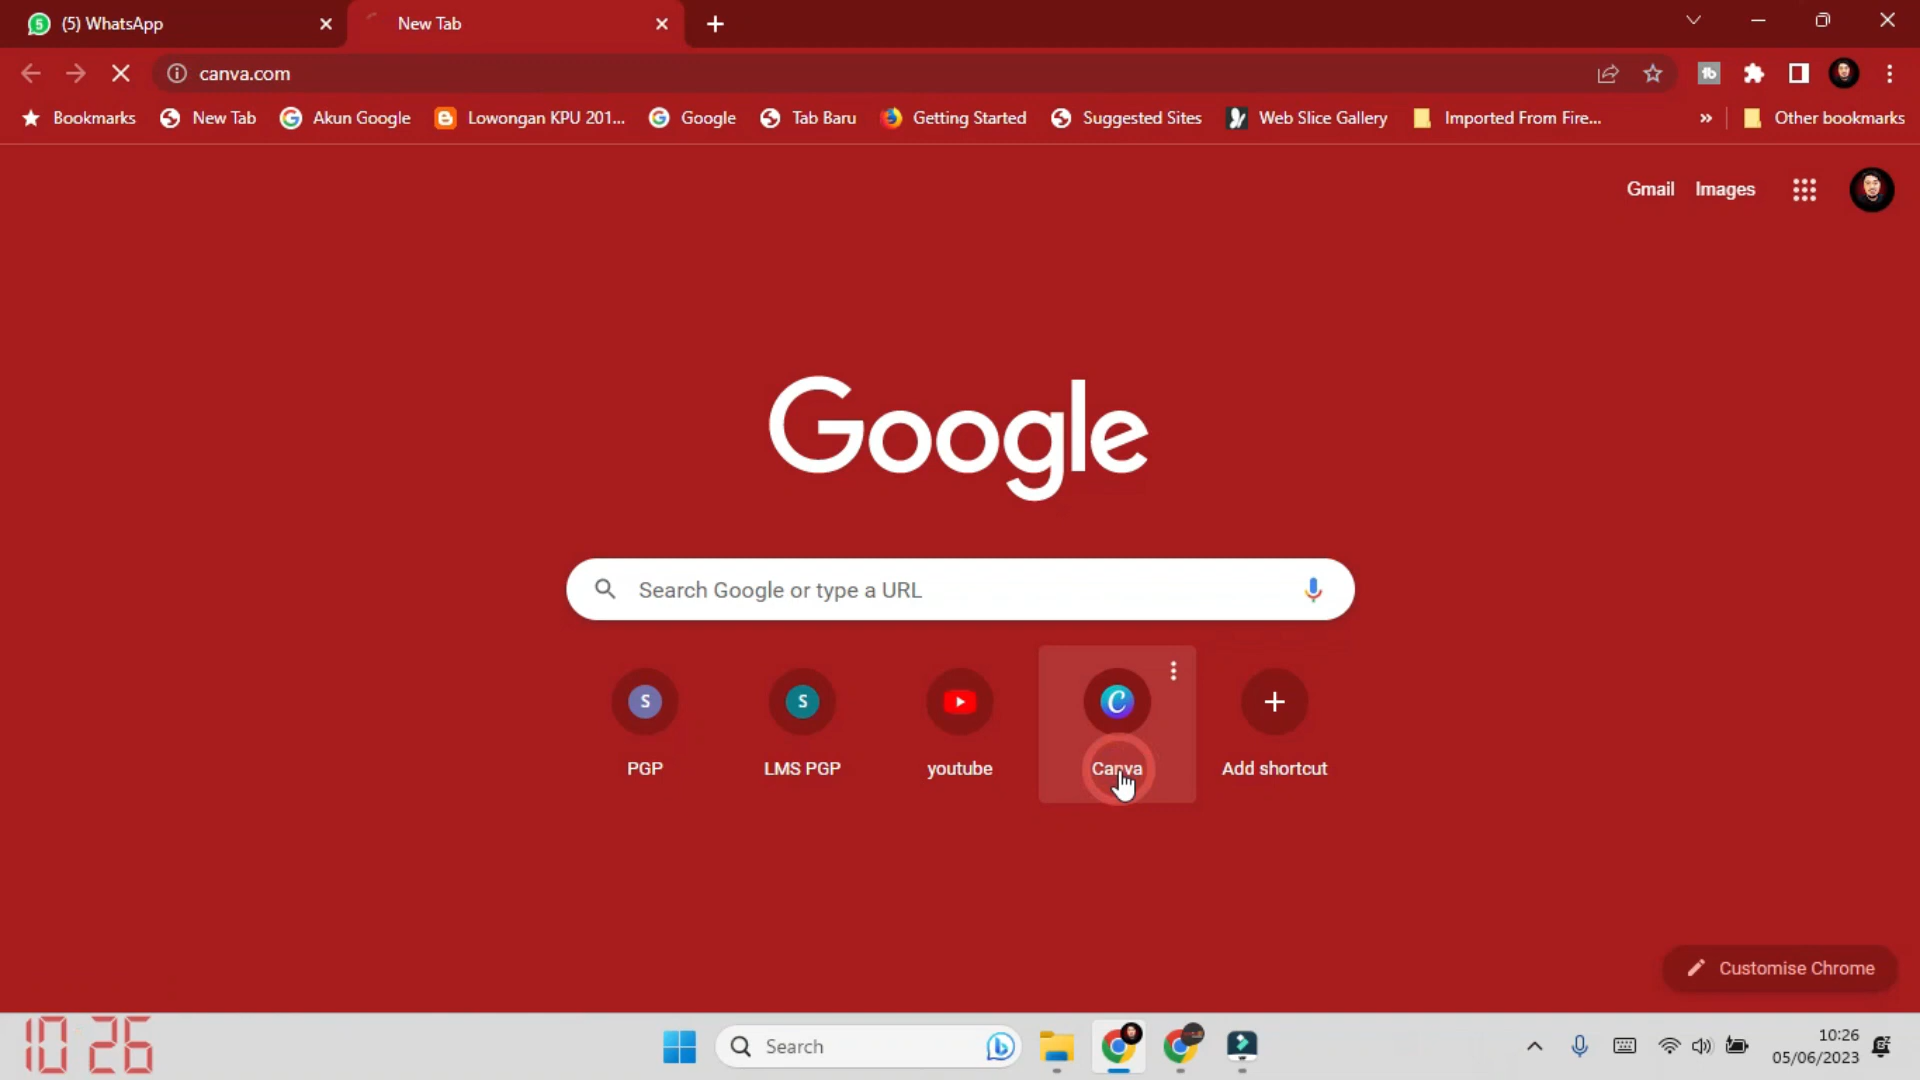 (5) WhatsApp
New Tab
canva.com
Bookmarks
New Tab
Akun Google
Lowongan KPU 201...
Google
Tab Baru
Getting Started
Suggested Sites
Web Slice Gallery
Imported From Fire...
»
Other bookmarks
Gmail
Images
Google
Search Google or type a URL
S
S
C
PGP
LMS PGP
youtube
Canva
Add shortcut
Customise Chrome
10 26
Search
10:26
05/06/2023